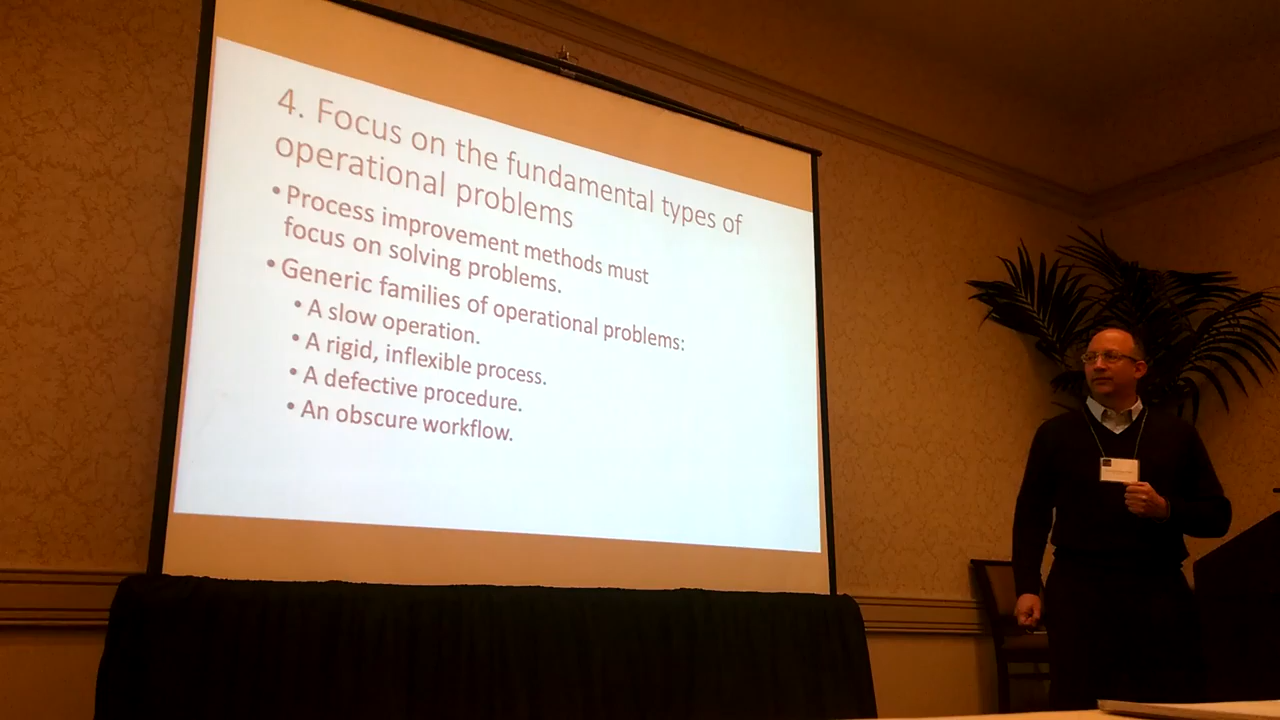 4. Focus on the fundamental types of
operational problems
• Process improvement methods must
focus on solving problems.
• Generic families of operational problems:
• A slow operation.
• A rigid, inflexible process.
• A defective procedure.
• An obscure workflow.